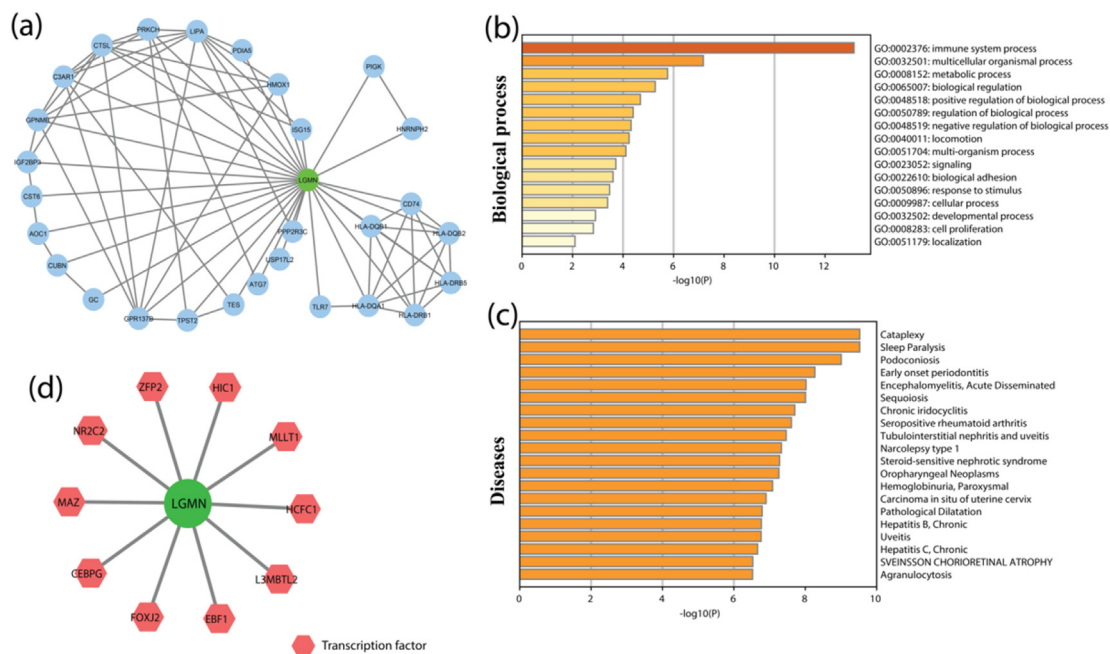 (a)
PRKCH
LIPA
CTSL
PDIA5
C3AR1
HMOX1
PIGK
GPNMB
ISG15
HNRNPH2
IGF2BP3
LGMN
CST6
CD74
AOC1
PPP2R3C
HLA-DQB1
HLA-DQB2
CUBN
USP17L2
GC
ATG7
HLA-DRB5
GPR137B
TPST2
TES
TLR7
HLA-DQA1
HLA-DRB1
(b)
Biological process
GO:0002376: immune system process
GO:0032501: multicellular organismal process
GO:0008152: metabolic process
GO:0065007: biological regulation
GO:0048518: positive regulation of biological process
GO:0050789: regulation of biological process
GO:0048519: negative regulation of biological process
GO:0040011: locomotion
GO:0051704: multi-organism process
GO:0023052: signaling
GO:0022610: biological adhesion
GO:0050896: response to stimulus
GO:0009987: cellular process
GO:0032502: developmental process
GO:0008283: cell proliferation
GO:0051179: localization
0 2 4 6 8 10 12
-log10(P)
(c)
Diseases
Cataplexy
Sleep Paralysis
Podoconiosis
Early onset periodontitis
Encephalomyelitis, Acute Disseminated
Sequoiosis
Chronic iridocyclitis
Seropositive rheumatoid arthritis
Tubulointerstitial nephritis and uveitis
Narcolepsy type 1
Steroid-sensitive nephrotic syndrome
Oropharyngeal Neoplasms
Hemoglobinuria, Paroxysmal
Carcinoma in situ of uterine cervix
Pathological Dilatation
Hepatitis B, Chronic
Uveitis
Hepatitis C, Chronic
SVEINSSON CHORIORETINAL ATROPHY
Agranulocytosis
0 2 4 6 8 10
-log10(P)
(d)
ZFP2
HIC1
NR2C2
MLLT1
MAZ
LGMN
HCFC1
CEBPG
L3MBTL2
FOXJ2
EBF1
Transcription factor